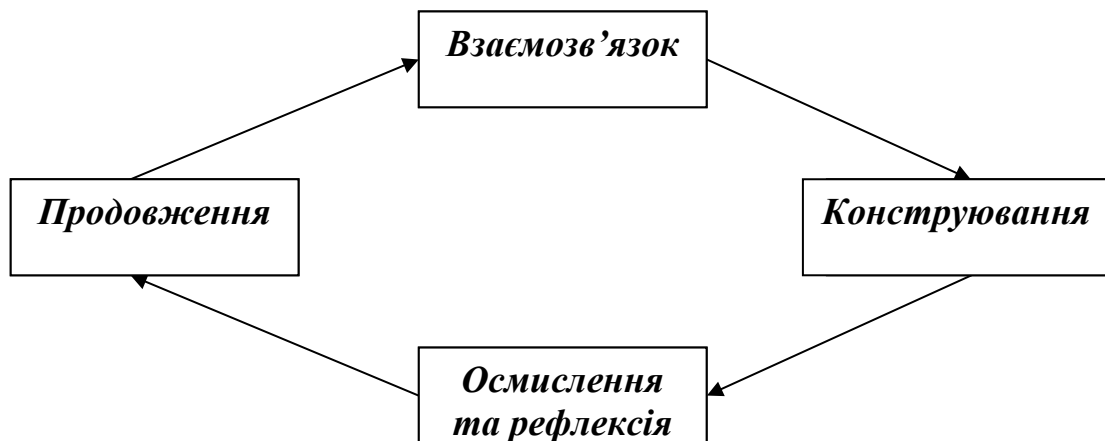 Взаємозв’язок
Продовження
Конструювання
Осмислення
та рефлексія